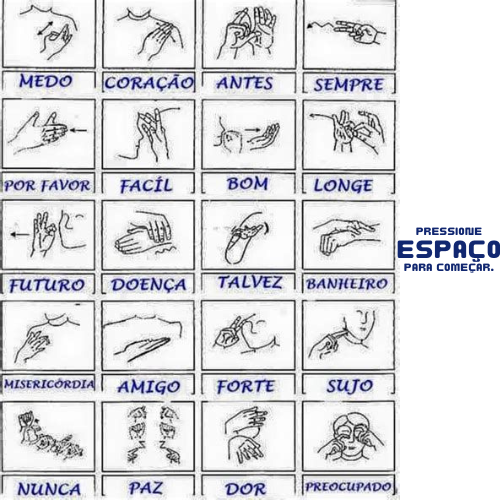 MEDO
CORAÇÃO
ANTES
SEMPRE
POR FAVOR
FACÍL
BOM
LONGE
FUTURO
DOENÇA
TALVEZ
BANHEIRO
MISERICÓRDIA
AMIGO
FORTE
SUJO
NUNCA
PAZ
DOR
PREOCUPADO
PRESSIONE
ESPAÇO
PARA COMEÇAR.